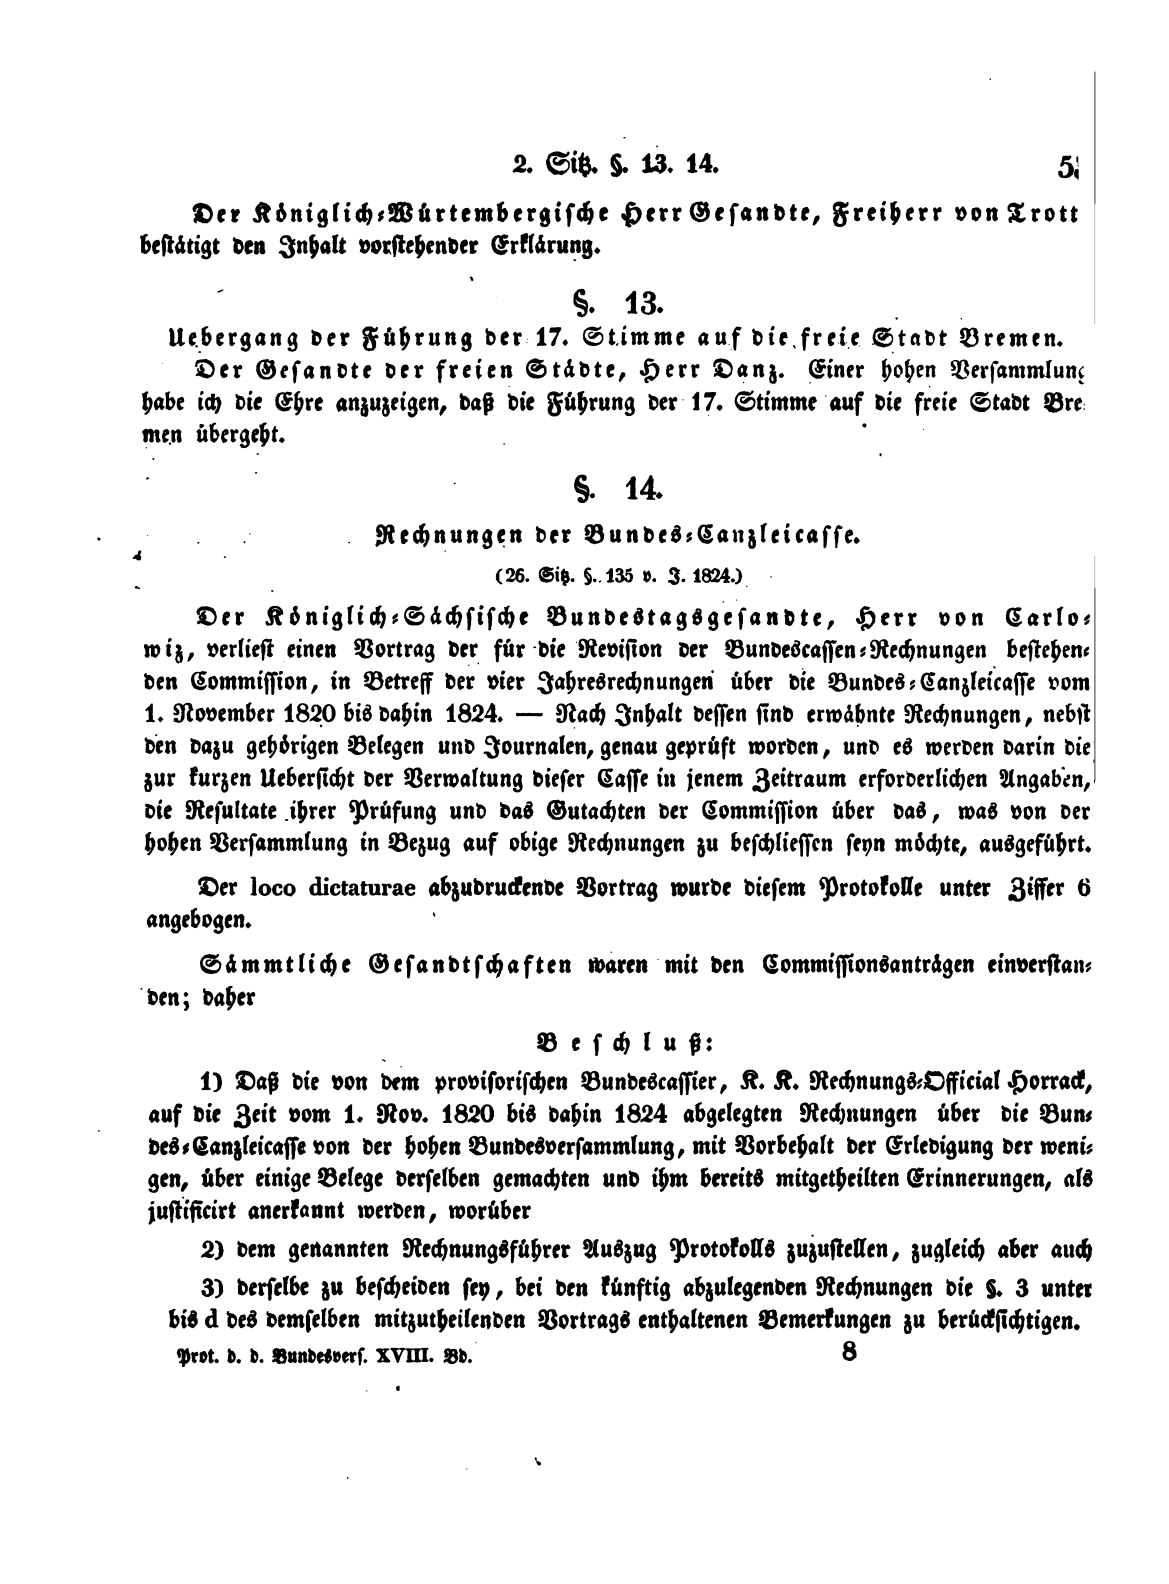 2. Sitz. §. 13. 14.
Der Königlich-Würtembergische Herr Gesandte, Freiherr von Trott
bestätigt den Inhalt vorstehender Erklärung.
§. 13.
Uebergang der Führung der 17. Stimme auf die freie Stadt Bremen.
Der Gesandte der freien Städte, Herr Danz. Einer hohen Versammlung
habe ich die Ehre anzuzeigen, daß die Führung der 17. Stimme auf die freie Stadt Bre
men übergeht.
§. 14.
Rechnungen der Bundes-Canzleicasse.
(26. Sitz. §. 135 v. J. 1824.)
Der Königlich-Sächsische Bundestagsgesandte, Herr von Carlo-
wiz, verliest einen Vortrag der für die Revision der Bundescassen-Rechnungen bestehen-
den Commission, in Betreff der vier Jahresrechnungen über die Bundes-Canzleicasse vom
1. November 1820 bis dahin 1824. — Nach Inhalt dessen sind erwähnte Rechnungen, nebst
den dazu gehörigen Belegen und Journalen, genau geprüft worden, und es werden darin die
zur kurzen Uebersicht der Verwaltung dieser Casse in jenem Zeitraum erforderlichen Angaben,
die Resultate ihrer Prüfung und das Gutachten der Commission über das, was von der
hohen Versammlung in Bezug auf obige Rechnungen zu beschliessen seyn möchte, ausgeführt.
Der loco dictaturae abzudruckende Vortrag wurde diesem Protokolle unter Ziffer 6
angebogen.
Sämmtliche Gesandtschaften waren mit den Commissionsanträgen einverstan-
den; daher
Beschluß:
1) Daß die von dem provisorischen Bundescassier, K. K. Rechnungs-Official Horrack,
auf die Zeit vom 1. Nov. 1820 bis dahin 1824 abgelegten Rechnungen über die Bun-
des-Canzleicasse von der hohen Bundesversammlung, mit Vorbehalt der Erledigung der weni-
gen, über einige Belege derselben gemachten und ihm bereits mitgetheilten Erinnerungen, als
justificirt anerkannt werden, worüber
2) dem genannten Rechnungsführer Auszug Protokolls zuzustellen, zugleich aber auch
3) derselbe zu bescheiden sey, bei den künftig abzulegenden Rechnungen die §. 3 unter
bis d des demselben mitzutheilenden Vortrags enthaltenen Bemerkungen zu berücksichtigen.
Prot. d. d. Bundesvers. XVIII. Bd. 8